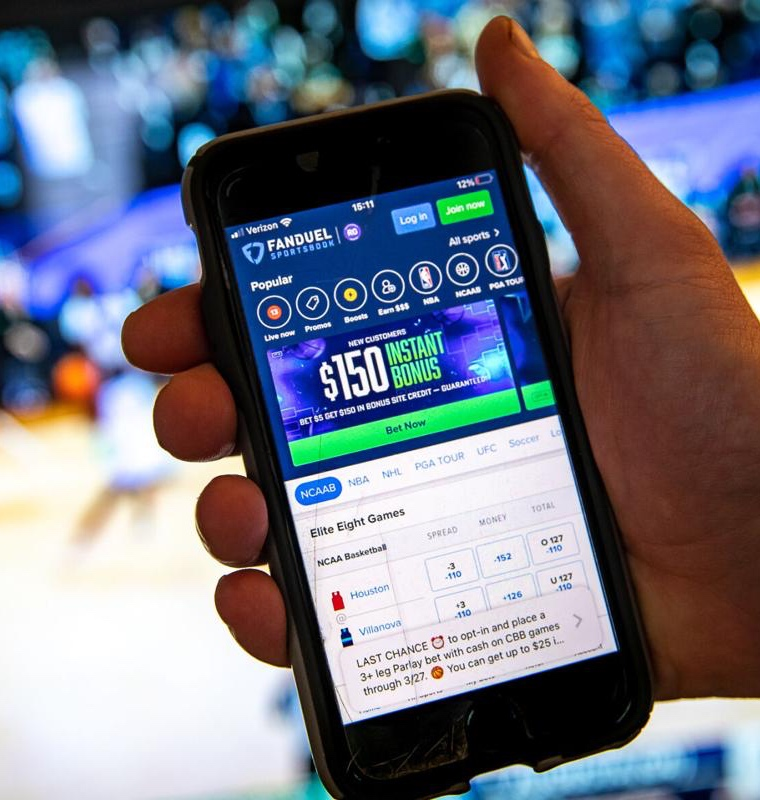 Verizon 15:11 12%
FANDUEL
SPORTSBOOK
RG
Log in
Join now
Popular
All sports >
Live now
Promos
Boosts
Earn $$$
NBA
NCAAB
PGA TOUR
NEW CUSTOMERS
$150 INSTANT
BONUS
BET $5 GET $150 IN BONUS SITE CREDIT — GUARANTEED!
Bet Now
NCAAB NBA NHL PGA TOUR UFC Soccer
Elite Eight Games
NCAA Basketball SPREAD MONEY TOTAL
Houston
-3
-110
-152
O 127
-110
@
Villanova
+3
-110
+126
U 127
-110
LAST CHANCE ⏰ to opt-in and place a
3+ leg Parlay bet with cash on CBB games
through 3/27. 🏀 You can get up to $25 i...